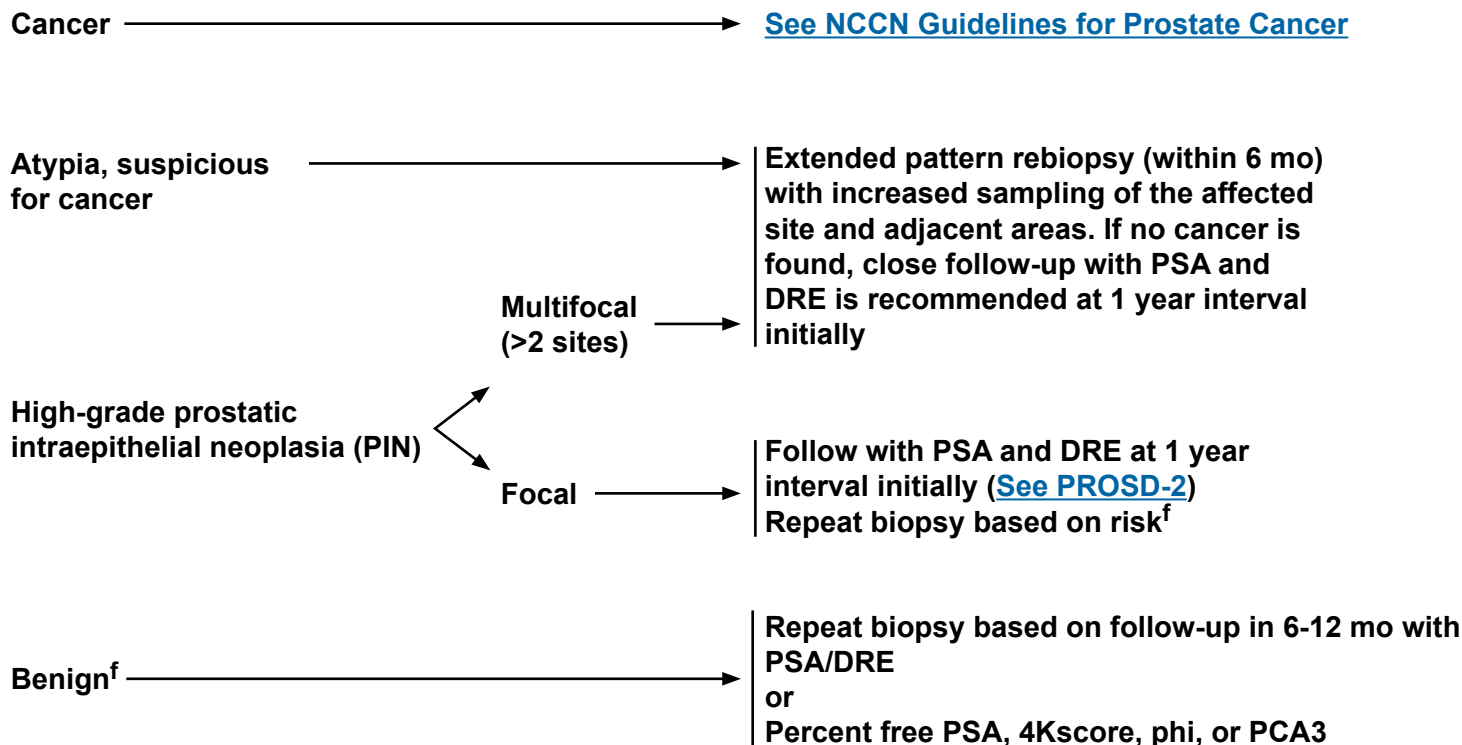 Cancer
See NCCN Guidelines for Prostate Cancer
Atypia, suspicious
for cancer
Extended pattern rebiopsy (within 6 mo)
with increased sampling of the affected
site and adjacent areas. If no cancer is
found, close follow-up with PSA and
DRE is recommended at 1 year interval
initially
Multifocal
(>2 sites)
High-grade prostatic
intraepithelial neoplasia (PIN)
Focal
Follow with PSA and DRE at 1 year
interval initially (See PROSD-2)
Repeat biopsy based on risk^f
Benign^f
Repeat biopsy based on follow-up in 6-12 mo with
PSA/DRE
or
Percent free PSA, 4Kscore, phi, or PCA3